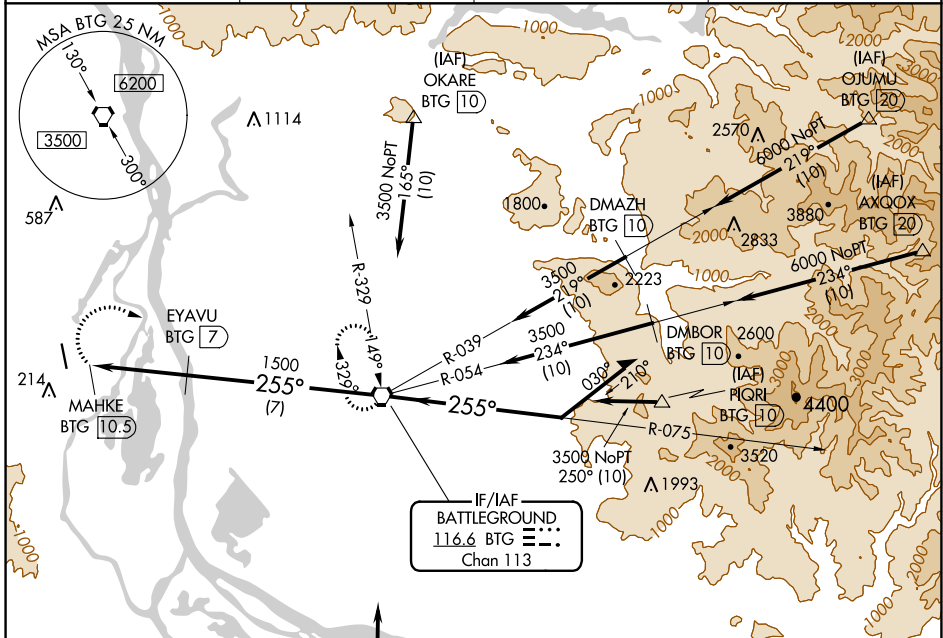 MSA BTG 25 NM
130°
6200
3500
300°
1114
587
(IAF)
OKARE
BTG 10
3500 NoPT
165°
(10)
1000
1000
2000
3000
(IAF)
OJUMU
BTG 20
2570
6000 NoPT
219°
(10)
(IAF)
AXQOX
BTG 20
1800
DMAZH
BTG 10
3880
2000
2833
6000 NoPT
234°
(10)
1000
2223
3500
219°
(10)
R-329
R-039
3500
234°
(10)
R-054
DMBOR
BTG 10
2600
EYAVU
BTG 7
1500
255°
(7)
149°
329°
255°
030°
210°
(IAF)
PIQRI
BTG 10
4400
214
MAHKE
BTG 10.5
R-075
3520
3500 NoPT
250° (10)
2000
1993
1000
1000
2000
3000
IF/IAF
BATTLEGROUND
116.6 BTG
Chan 113